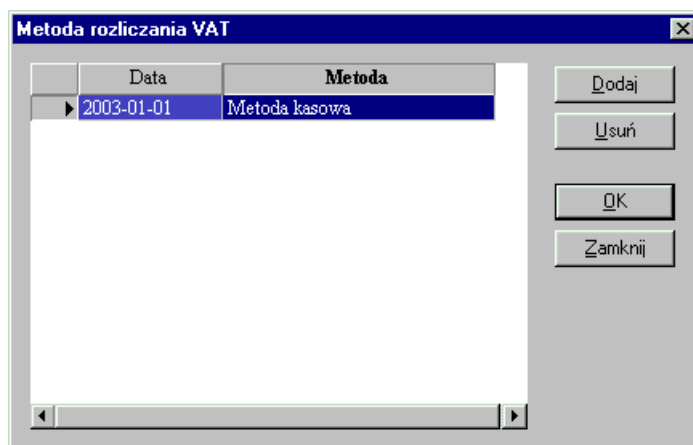 Metoda rozliczania VAT
Data Metoda
2003-01-01 Metoda kasowa
Dodaj
Usuń
OK
Zamknij